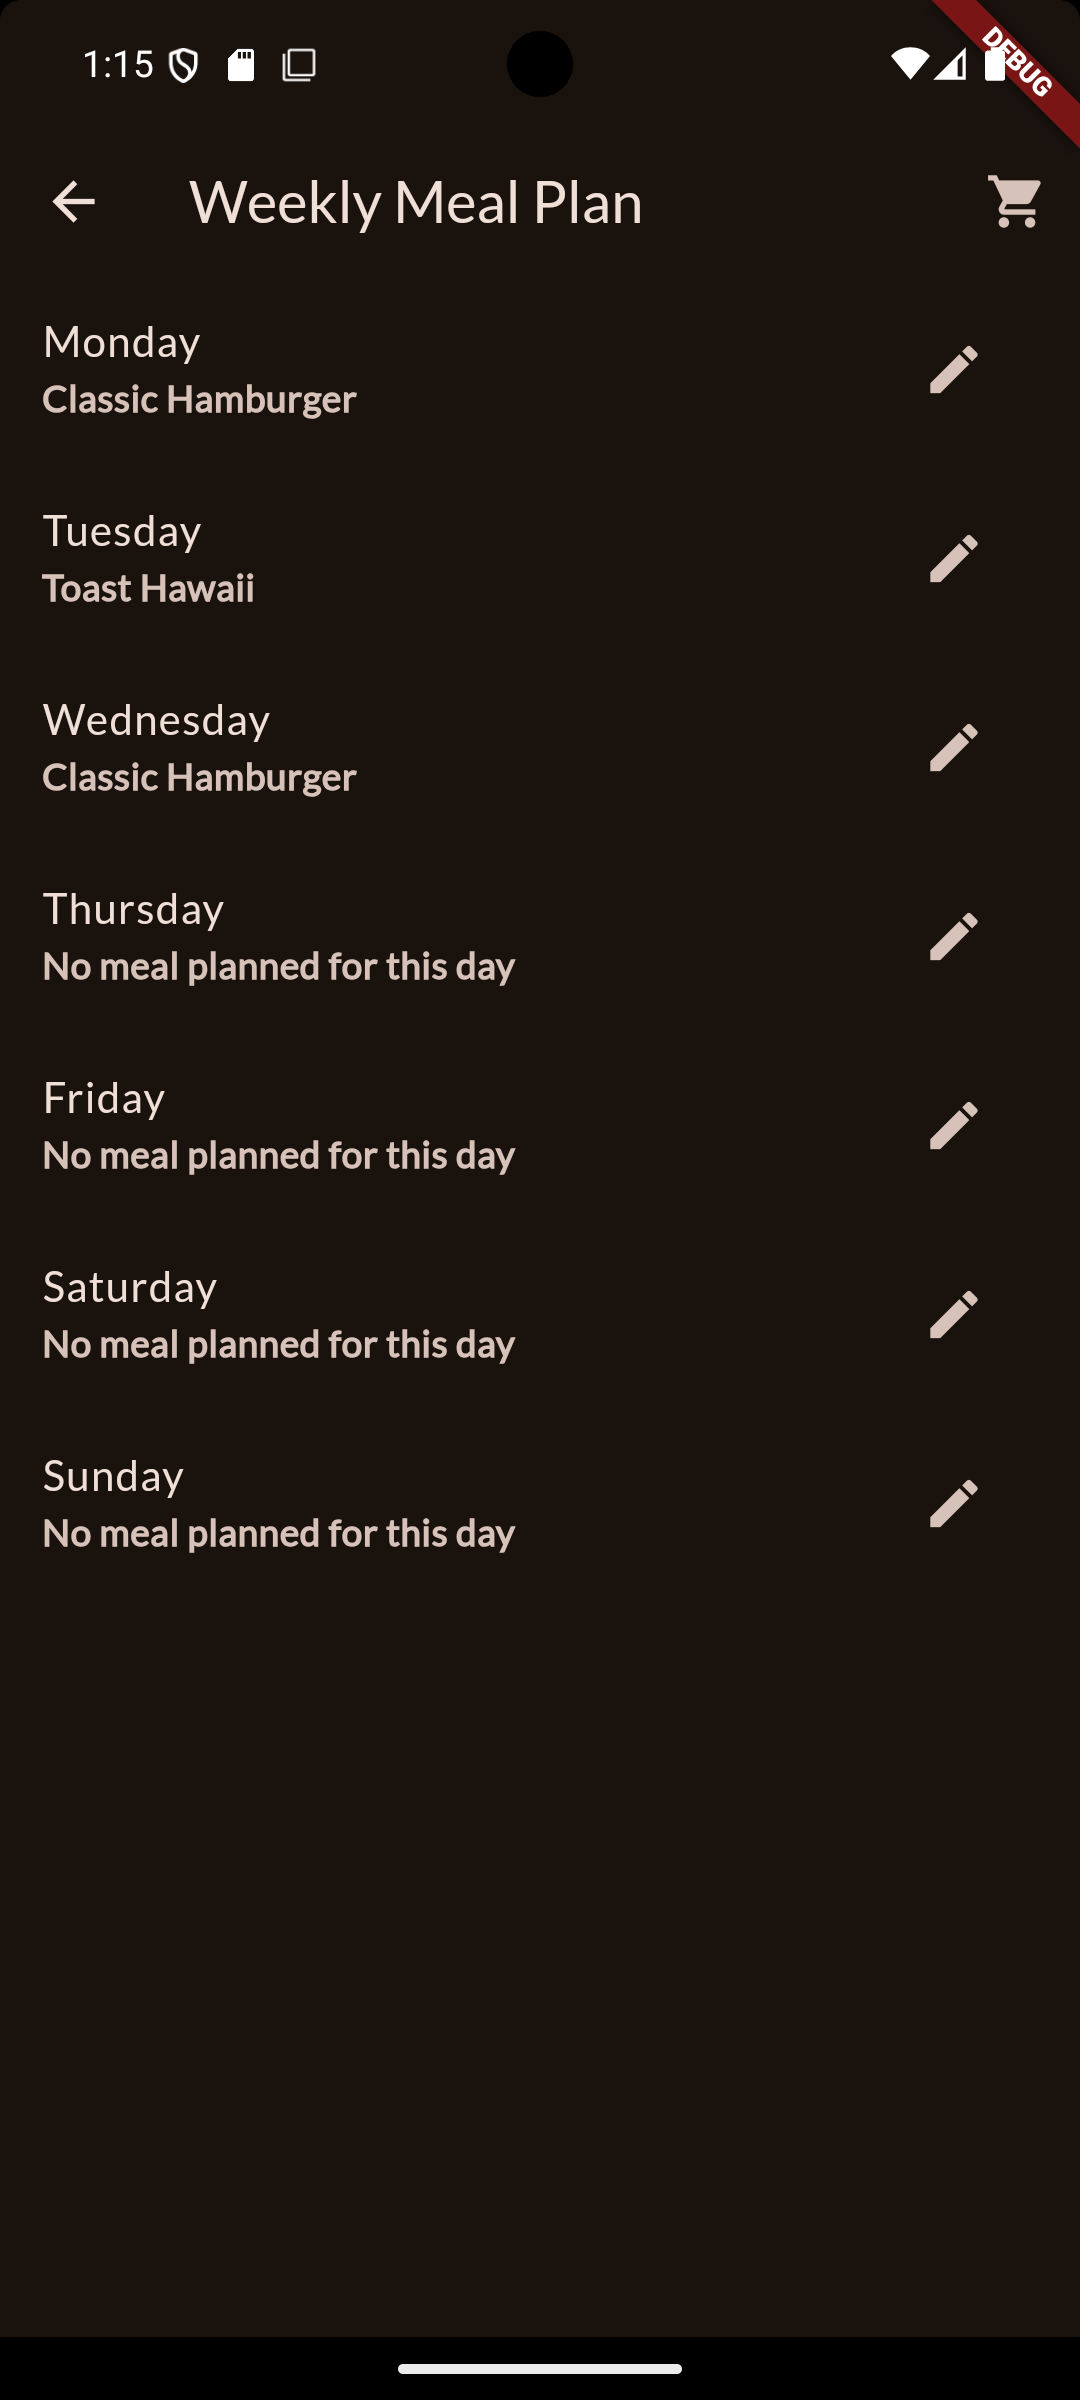 1:15
DEBUG
Weekly Meal Plan
Monday
Classic Hamburger
Tuesday
Toast Hawaii
Wednesday
Classic Hamburger
Thursday
No meal planned for this day
Friday
No meal planned for this day
Saturday
No meal planned for this day
Sunday
No meal planned for this day